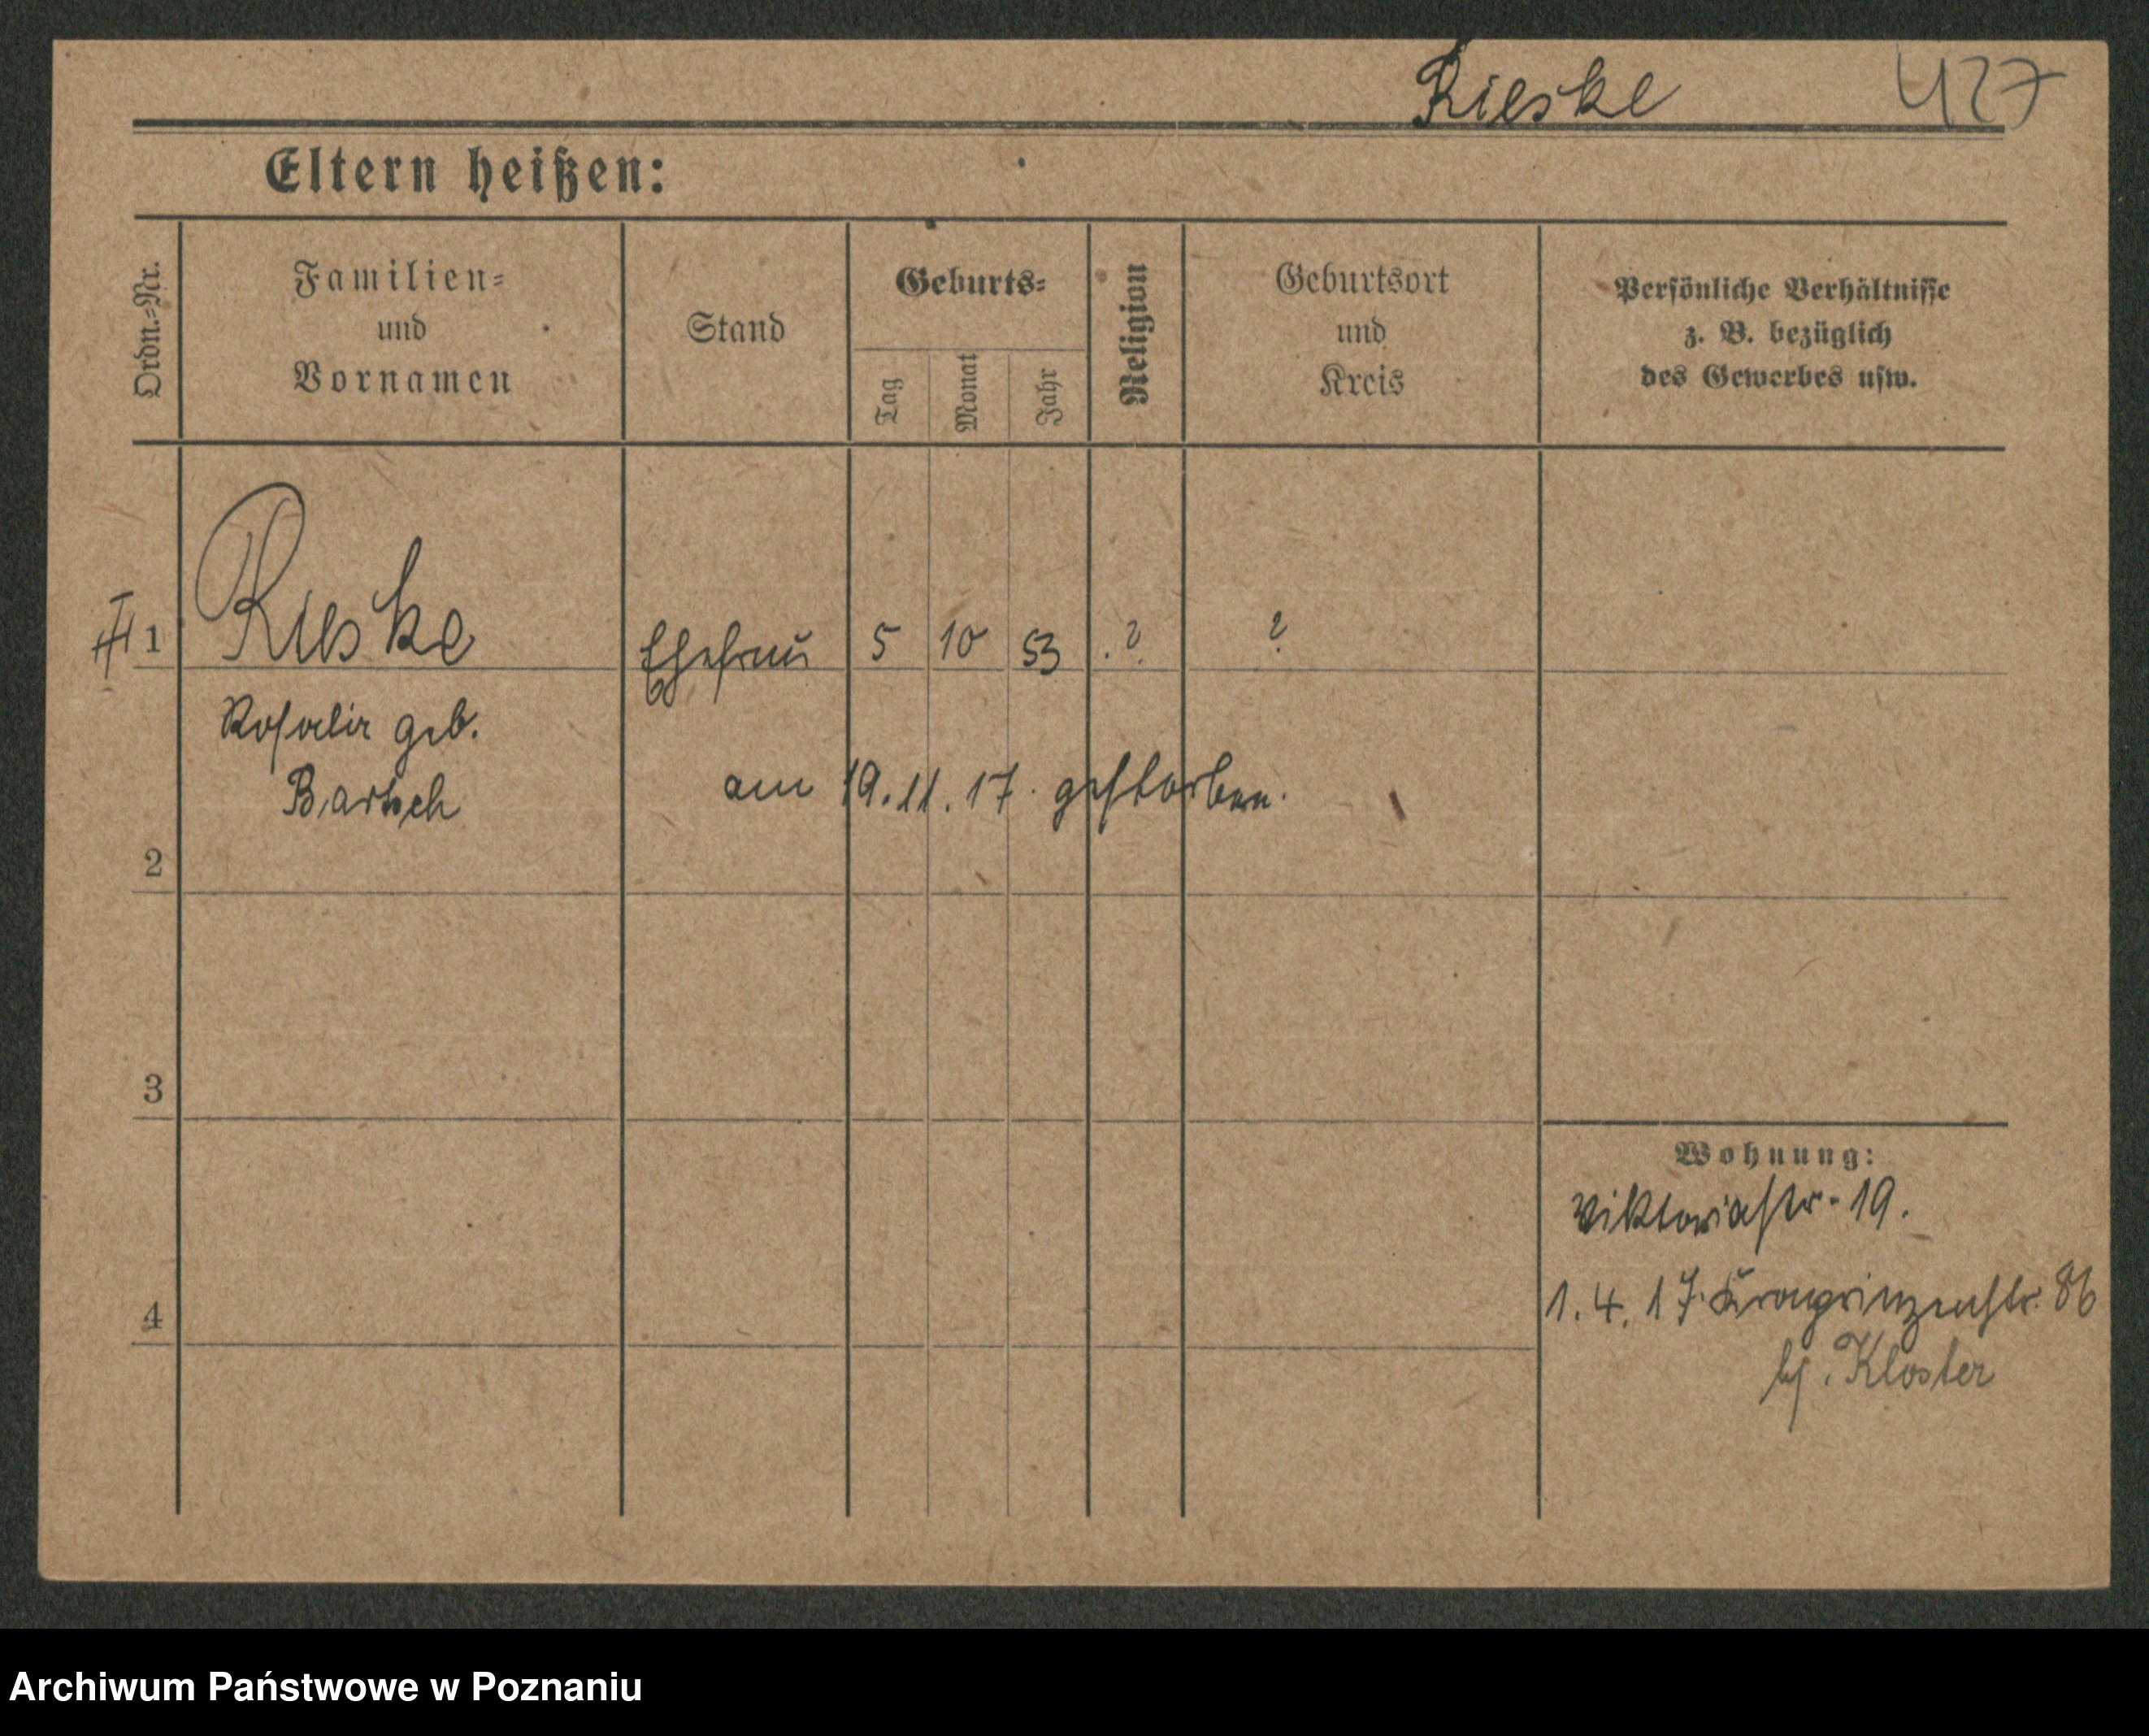 Rieske 427
Eltern heißen:
Ordn.-Nr.
Familien-
und
Vornamen
Stand
Geburts-
Tag
Monat
Jahr
Religion
Geburtsort
und
Kreis
Persönliche Verhältnisse
z. B. bezüglich
des Gewerbes usw.
1 Rieske Ehefrau 5 10 53 ? ?
Rosalie geb.
Bartsch
am 19.11.17. gestorben.
2
3
4
Wohnung:
Viktoriastr. 19.
1.4.17. Kronprinzenstr. 86
Kloster
Archiwum Państwowe w Poznaniu